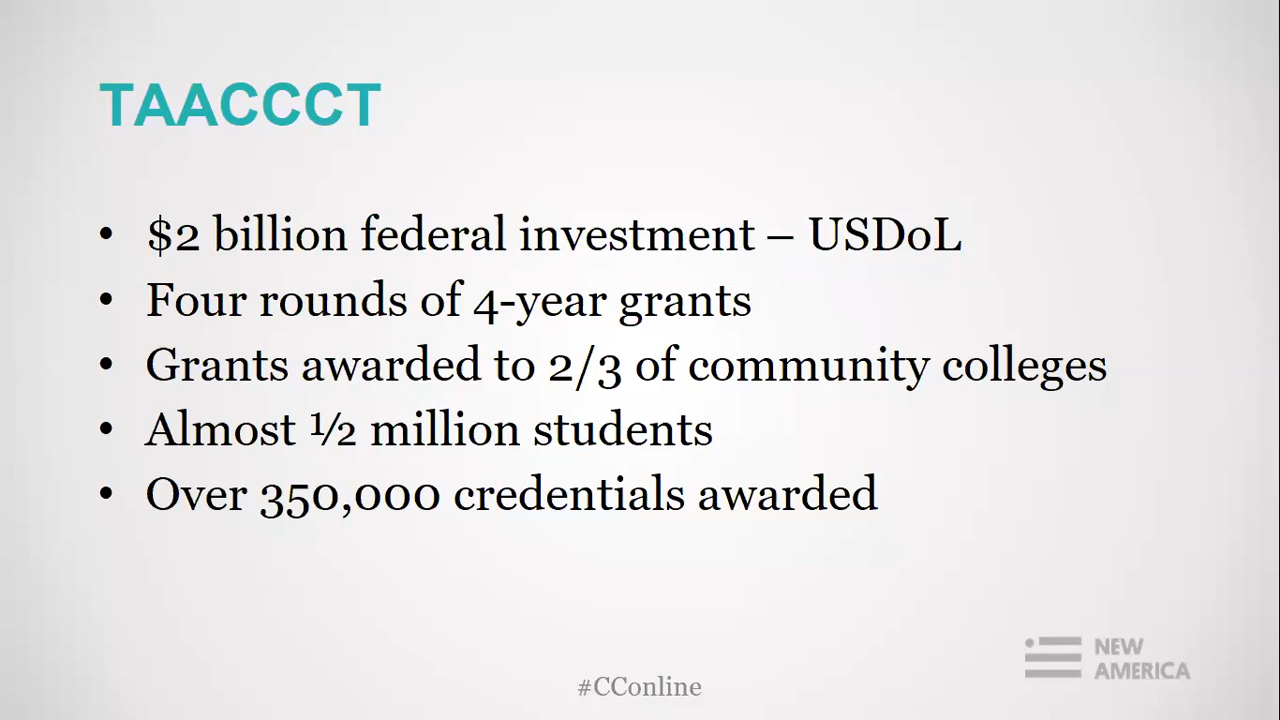 TAACCCT
• $2 billion federal investment – USDoL
• Four rounds of 4-year grants
• Grants awarded to 2/3 of community colleges
• Almost ½ million students
• Over 350,000 credentials awarded
NEW
AMERICA
#CConline